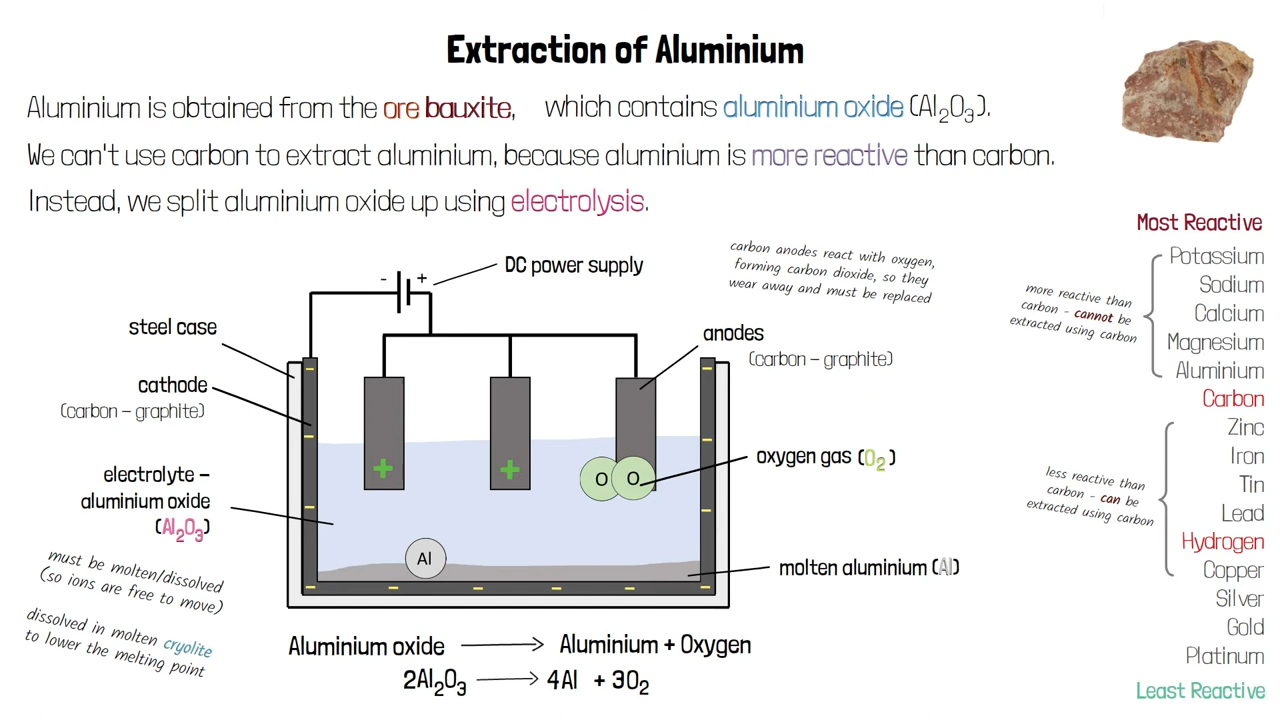 Extraction of Aluminium
Aluminium is obtained from the ore bauxite, which contains aluminium oxide (Al₂O₃).
We can't use carbon to extract aluminium, because aluminium is more reactive than carbon.
Instead, we split aluminium oxide up using electrolysis.
- +
DC power supply
carbon anodes react with oxygen,
forming carbon dioxide, so they
wear away and must be replaced
steel case
cathode
(carbon – graphite)
anodes
(carbon – graphite)
electrolyte –
aluminium oxide
(Al₂O₃)
must be molten/dissolved
(so ions are free to move)
dissolved in molten cryolite
to lower the melting point
+ +
O O
oxygen gas (O₂)
Al
molten aluminium (Al)
Aluminium oxide → Aluminium + Oxygen
2Al₂O₃ → 4Al + 3O₂
Most Reactive
Potassium
Sodium
Calcium
Magnesium
Aluminium
more reactive than
carbon - cannot be
extracted using carbon
Carbon
Zinc
Iron
Tin
Lead
Hydrogen
Copper
less reactive than
carbon - can be
extracted using carbon
Silver
Gold
Platinum
Least Reactive